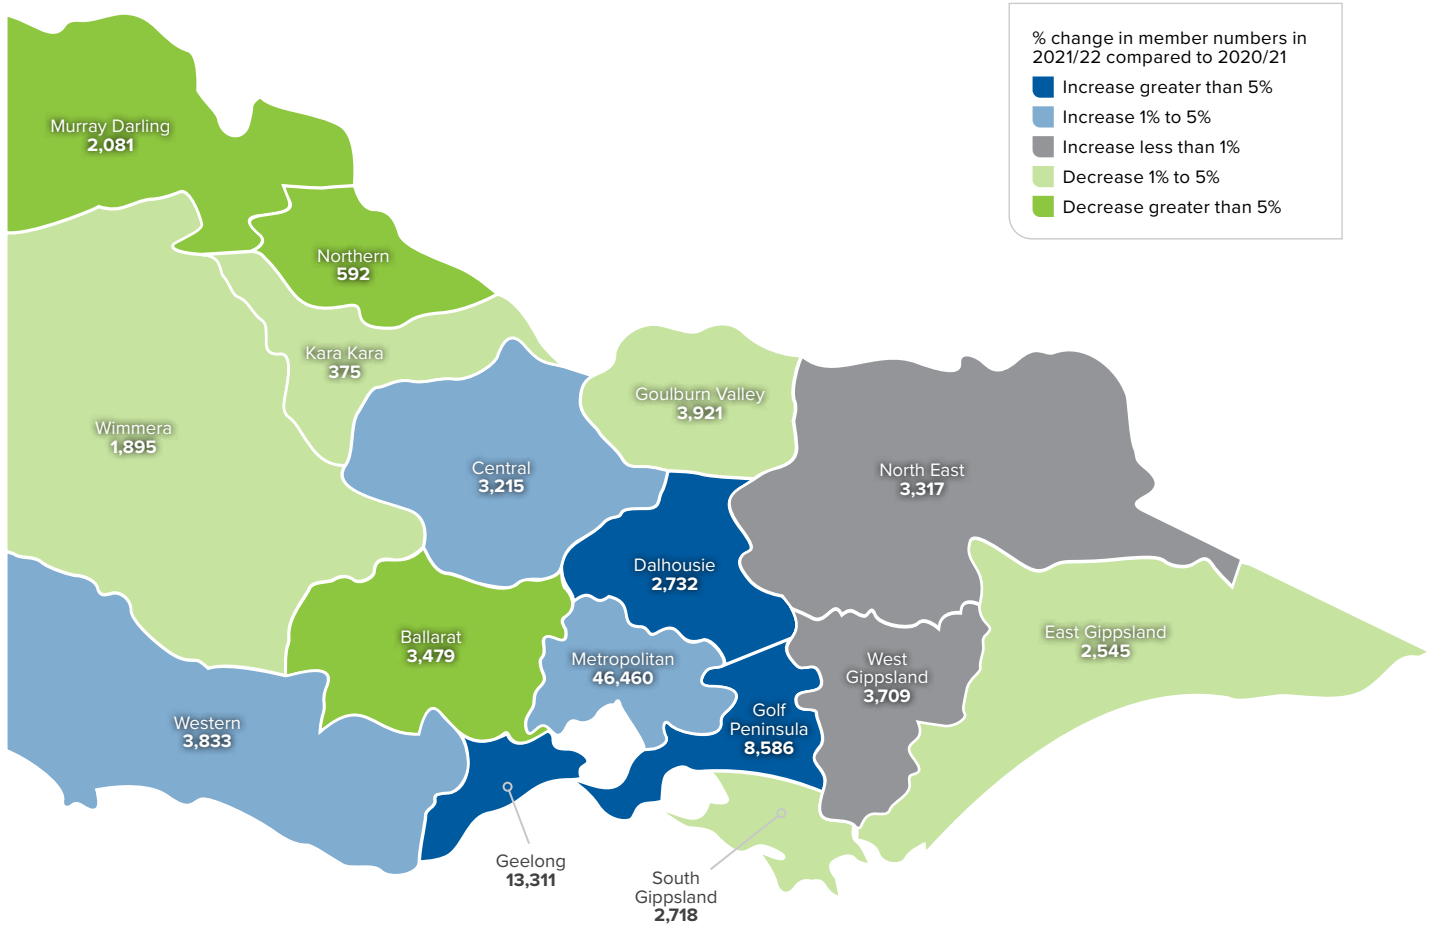 % change in member numbers in
2021/22 compared to 2020/21
Increase greater than 5%
Increase 1% to 5%
Increase less than 1%
Decrease 1% to 5%
Decrease greater than 5%
Murray Darling
2,081
Northern
592
Kara Kara
375
Goulburn Valley
3,921
Wimmera
1,895
Central
3,215
North East
3,317
Dalhousie
2,732
Ballarat
3,479
Metropolitan
46,460
West
Gippsland
3,709
East Gippsland
2,545
Western
3,833
Golf
Peninsula
8,586
Geelong
13,311
South
Gippsland
2,718